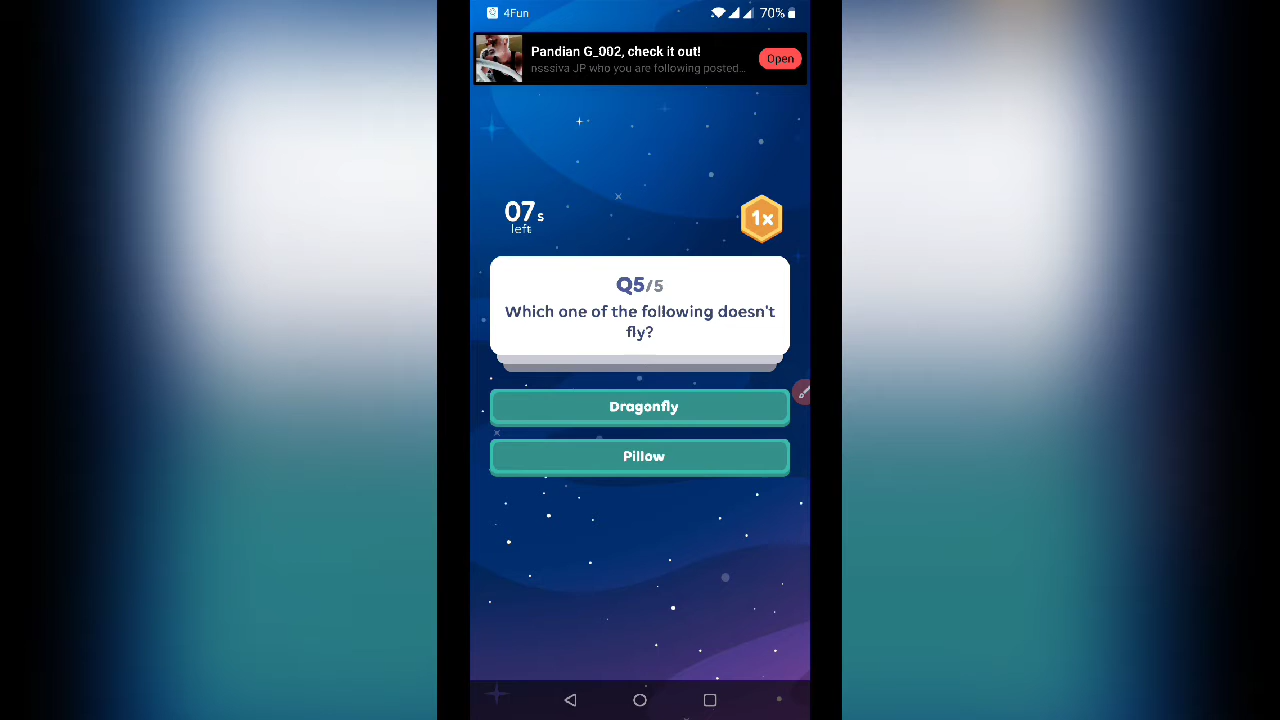 4Fun
70%
Pandian G_002, check it out!
nsssiva JP who you are following posted...
Open
07s
left
1x
Q5/5
Which one of the following doesn't
fly?
Dragonfly
Pillow